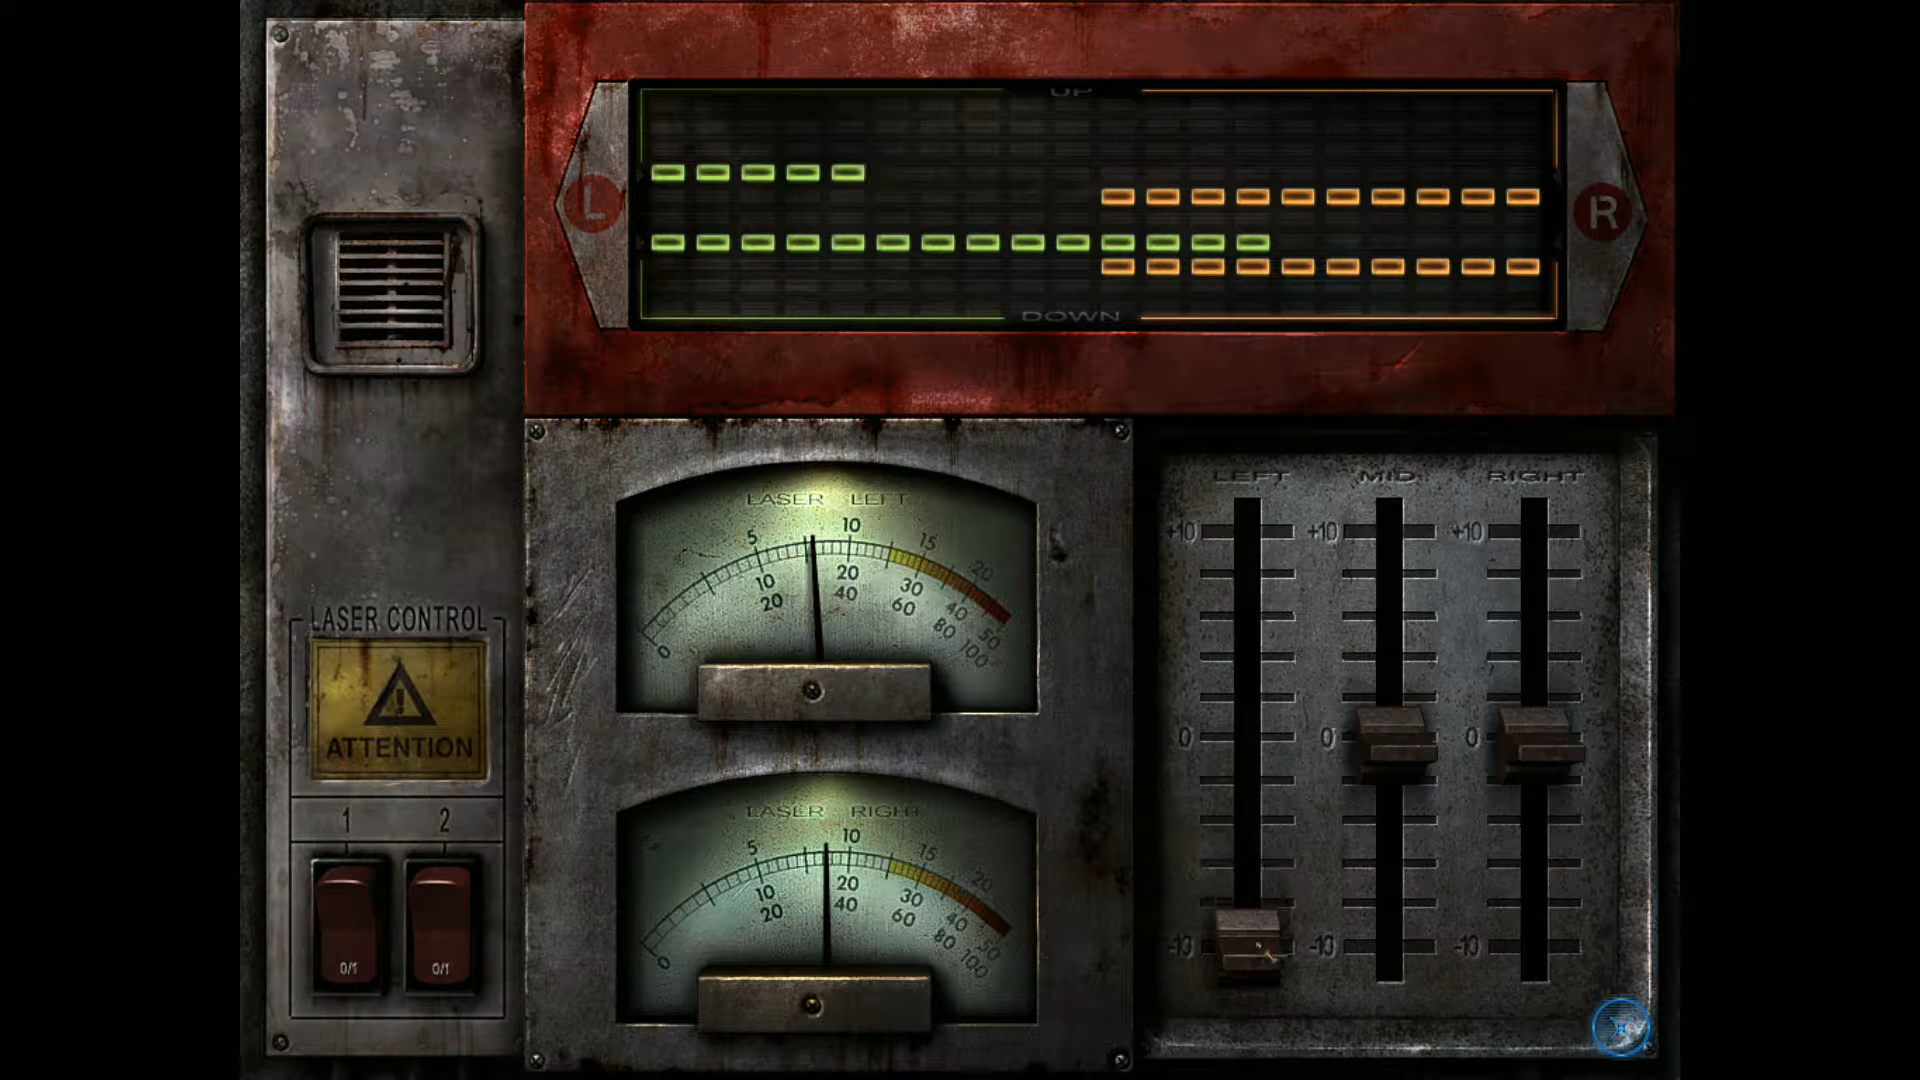 UP
L
R
DOWN
LASER LEFT
5 10 15 20
10 20 30 40 50
20 40 60 80 100
0
LASER RIGHT
5 10 15 20
10 20 30 40 50
20 40 60 80 100
0
LEFT MID RIGHT
+10 +10 +10
0 0 0
-10 -10 -10
LASER CONTROL
ATTENTION
1 2
0/1 0/1